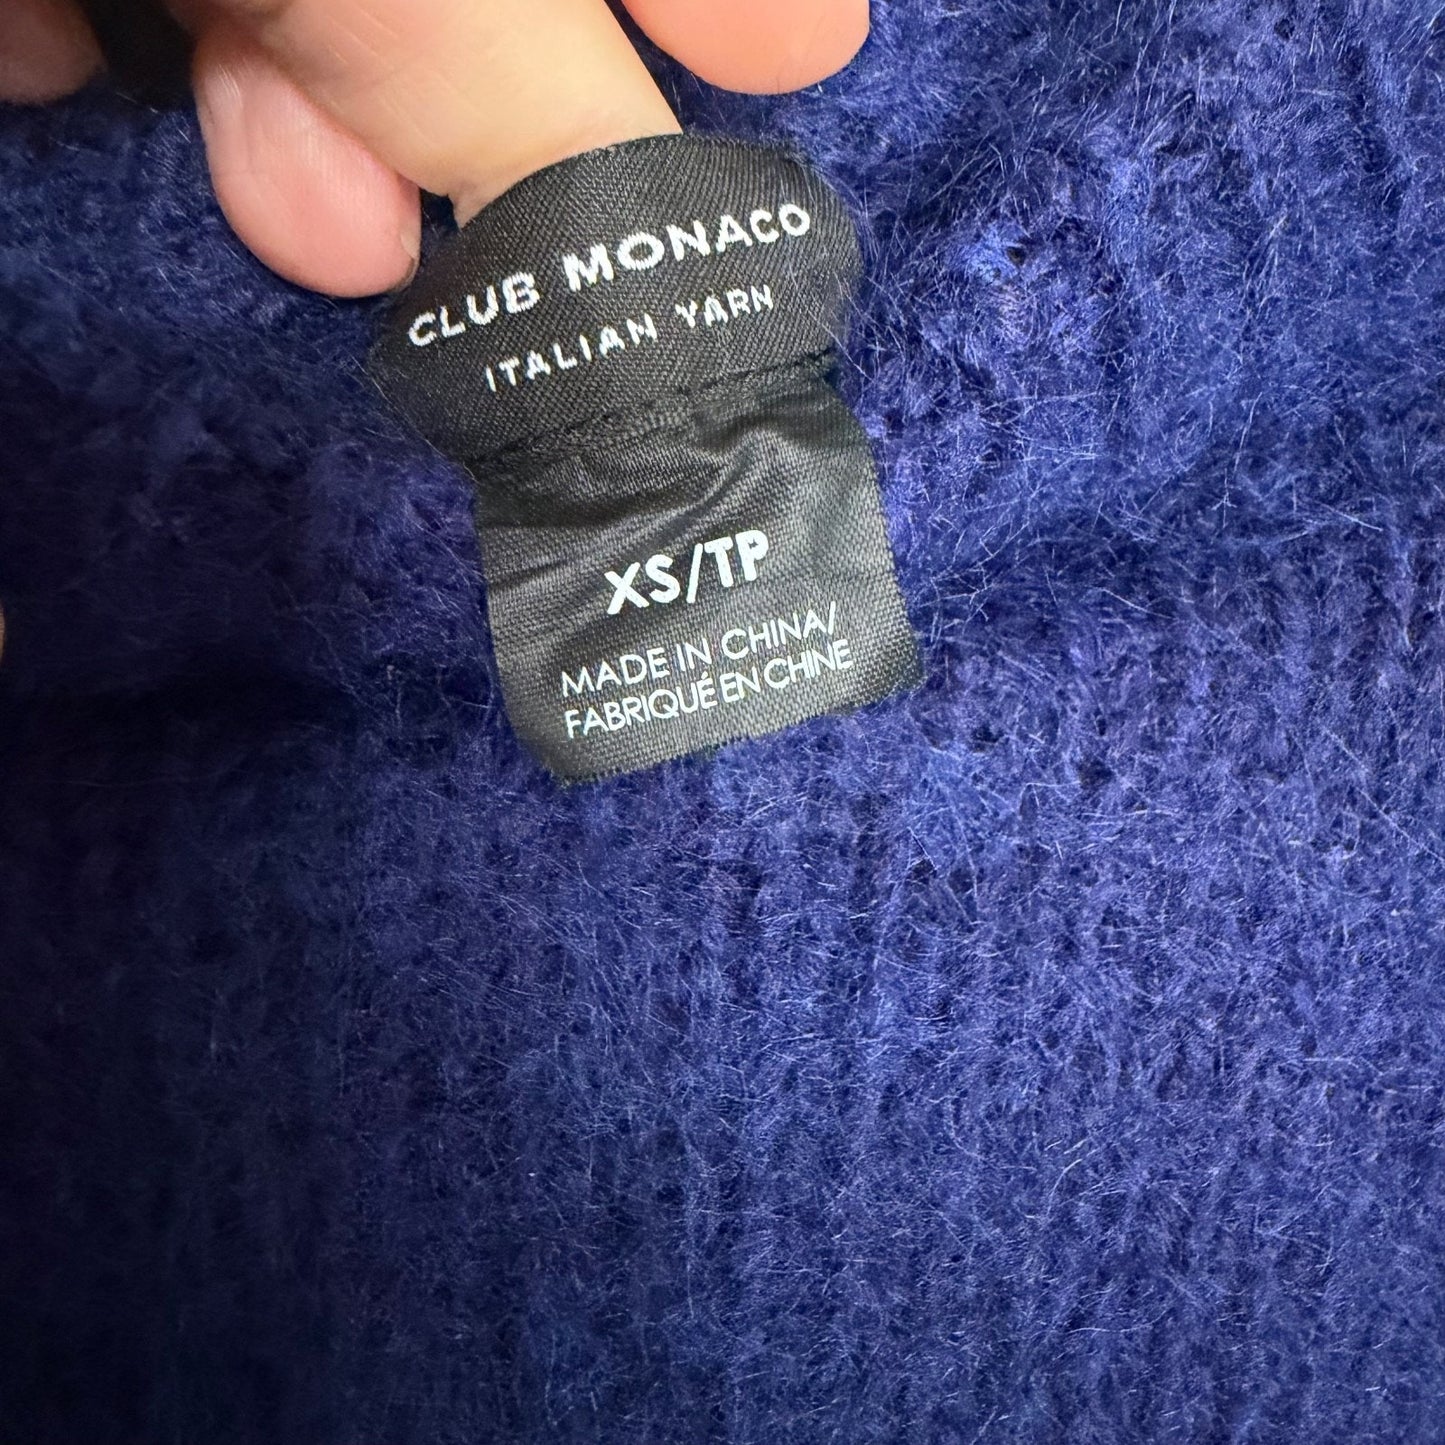 CLUB MONACO
ITALIAN YARN
XS/TP
MADE IN CHINA/
FABRIQUÉ EN CHINE